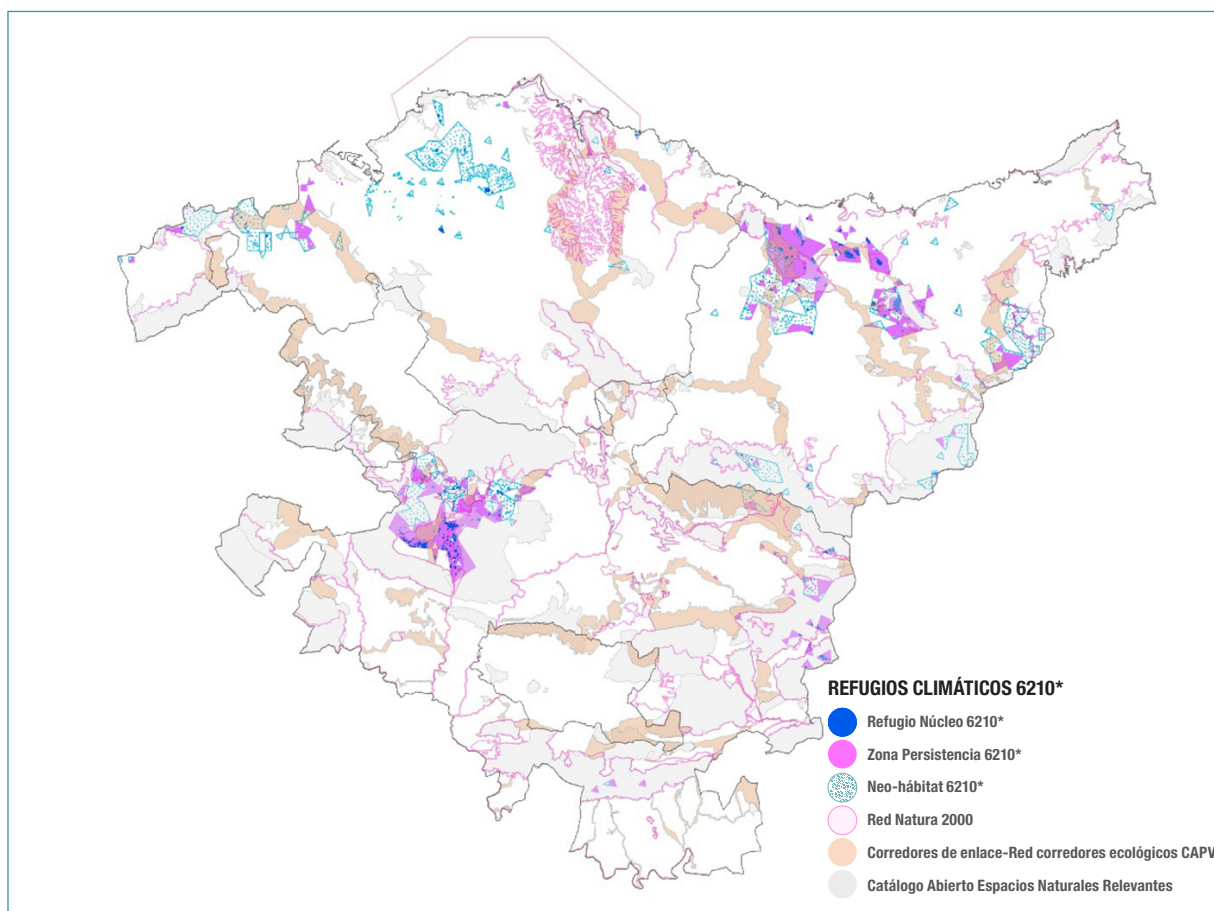 REFUGIOS CLIMÁTICOS 6210*
Refugio Núcleo 6210*
Zona Persistencia 6210*
Neo-hábitat 6210*
Red Natura 2000
Corredores de enlace-Red corredores ecológicos CAPV
Catálogo Abierto Espacios Naturales Relevantes